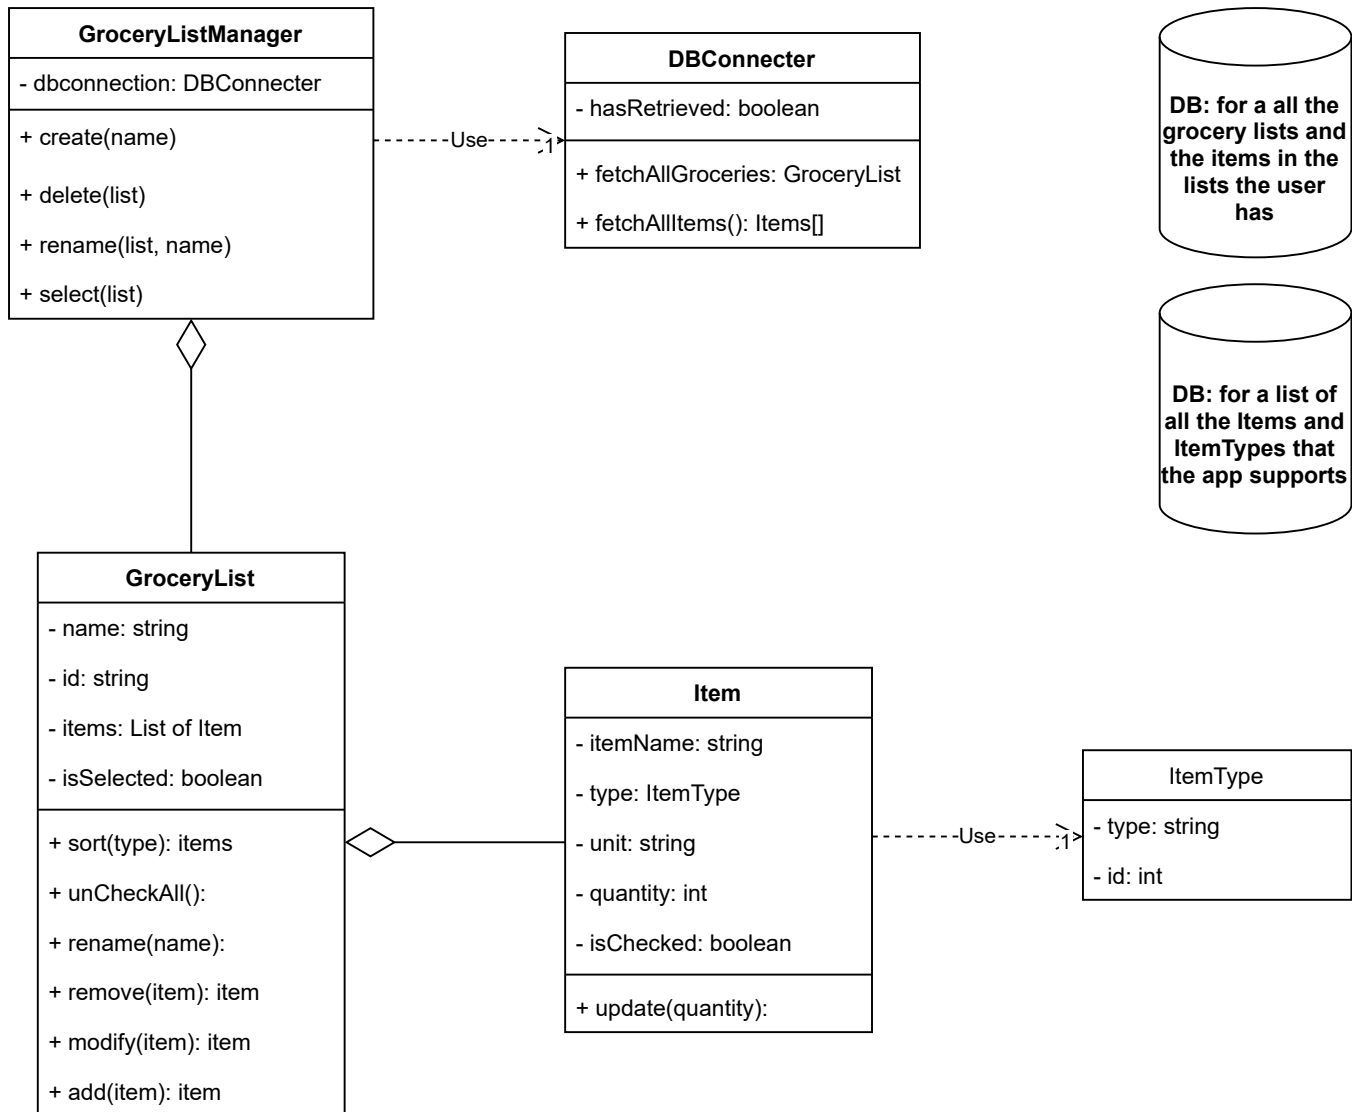 GroceryListManager
- dbconnection: DBConnecter
+ create(name)
+ delete(list)
+ rename(list, name)
+ select(list)
Use
1
DBConnecter
- hasRetrieved: boolean
+ fetchAllGroceries: GroceryList
+ fetchAllItems(): Items[]
DB: for a all the
grocery lists and
the items in the
lists the user
has
DB: for a list of
all the Items and
ItemTypes that
the app supports
GroceryList
- name: string
- id: string
- items: List of Item
- isSelected: boolean
+ sort(type): items
+ unCheckAll():
+ rename(name):
+ remove(item): item
+ modify(item): item
+ add(item): item
Item
- itemName: string
- type: ItemType
- unit: string
- quantity: int
- isChecked: boolean
+ update(quantity):
Use
1
ItemType
- type: string
- id: int